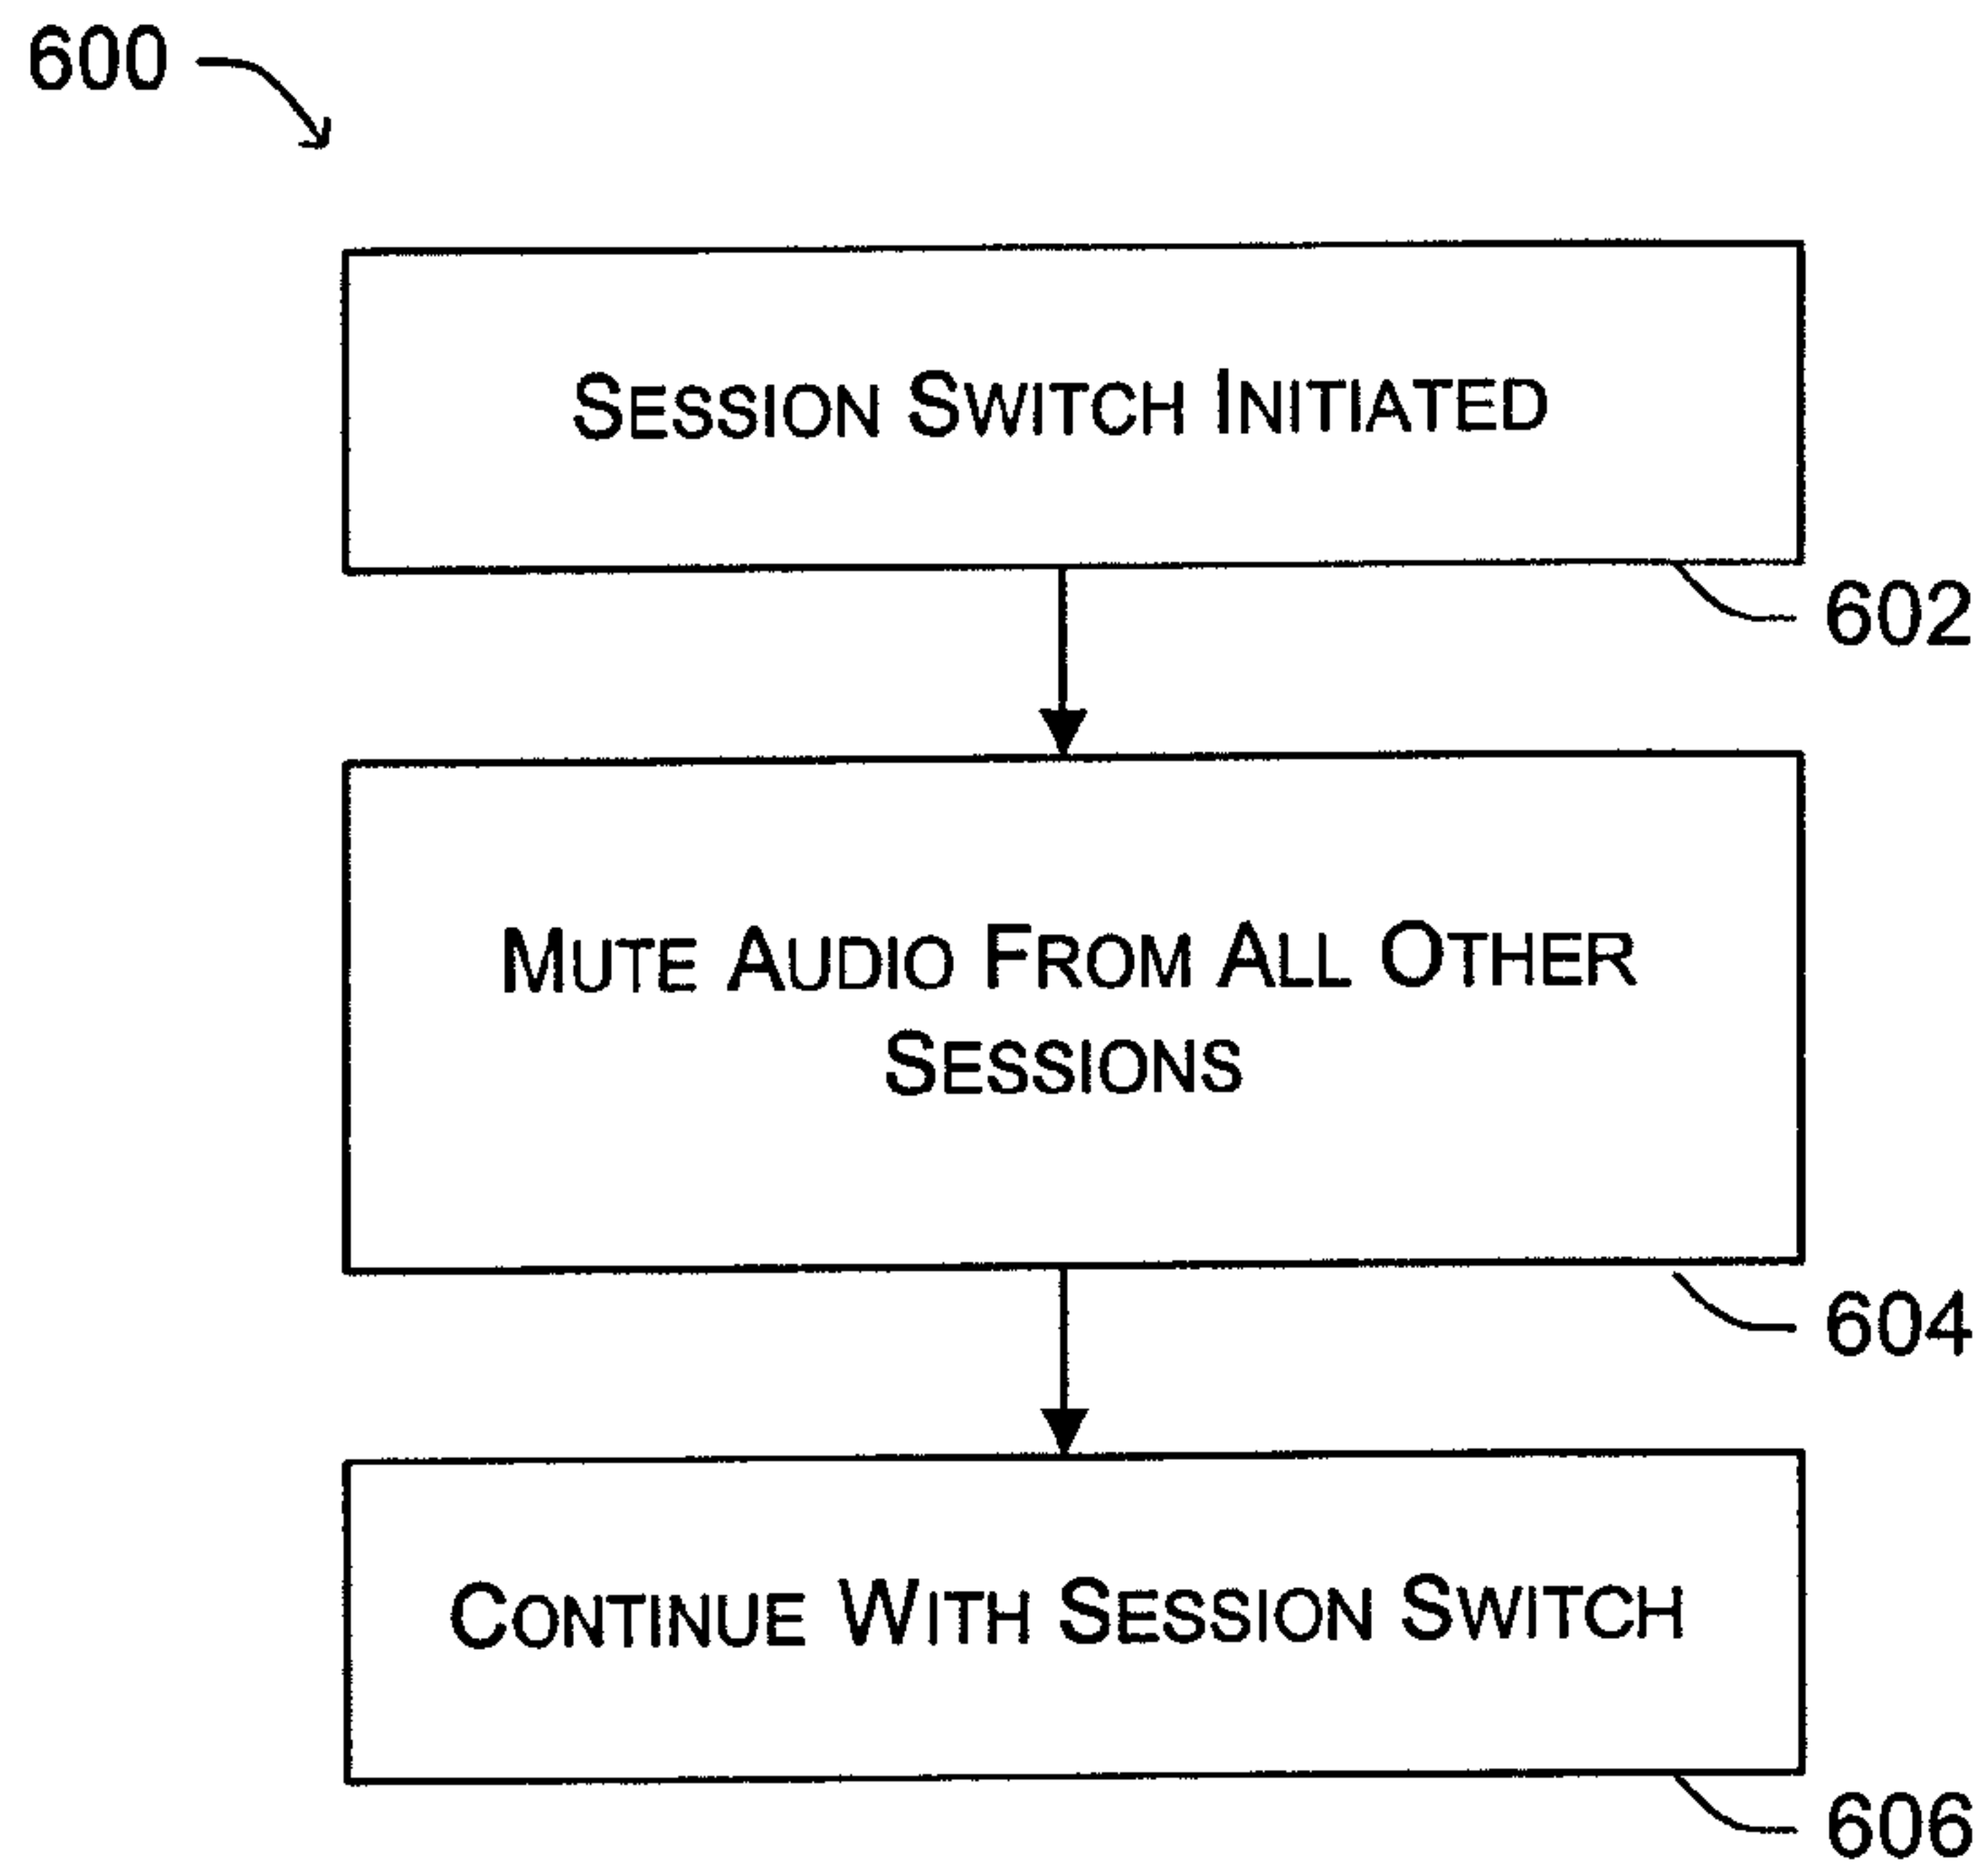 600
SESSION SWITCH INITIATED
602
MUTE AUDIO FROM ALL OTHER
SESSIONS
604
CONTINUE WITH SESSION SWITCH
606